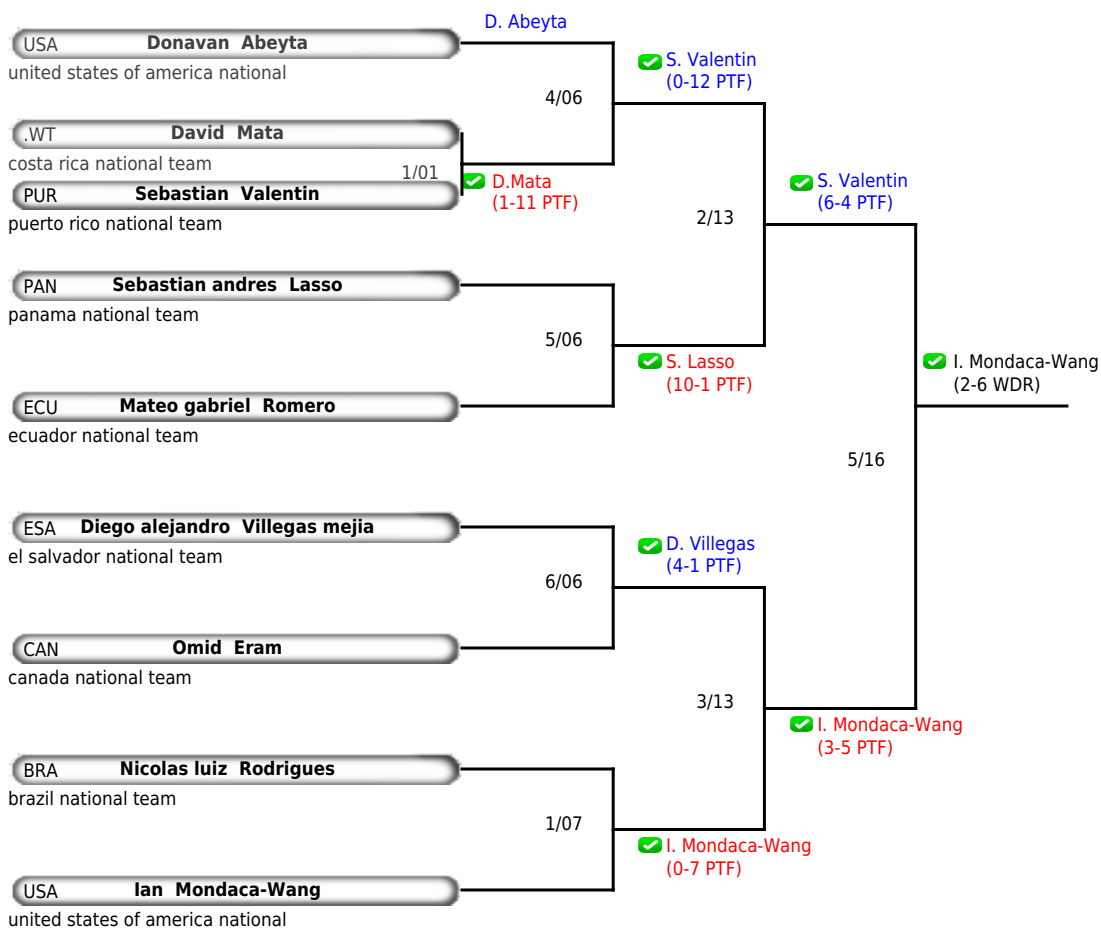 D. Abeyta
USA Donavan Abeyta
united states of america national
S. Valentin
(0-12 PTF)
4/06
.WT David Mata
costa rica national team
1/01
D.Mata
(1-11 PTF)
PUR Sebastian Valentin
puerto rico national team
S. Valentin
(6-4 PTF)
2/13
PAN Sebastian andres Lasso
panama national team
5/06
S. Lasso
(10-1 PTF)
I. Mondaca-Wang
(2-6 WDR)
ECU Mateo gabriel Romero
ecuador national team
5/16
ESA Diego alejandro Villegas mejia
el salvador national team
D. Villegas
(4-1 PTF)
6/06
CAN Omid Eram
canada national team
3/13
I. Mondaca-Wang
(3-5 PTF)
BRA Nicolas luiz Rodrigues
brazil national team
1/07
I. Mondaca-Wang
(0-7 PTF)
USA Ian Mondaca-Wang
united states of america national